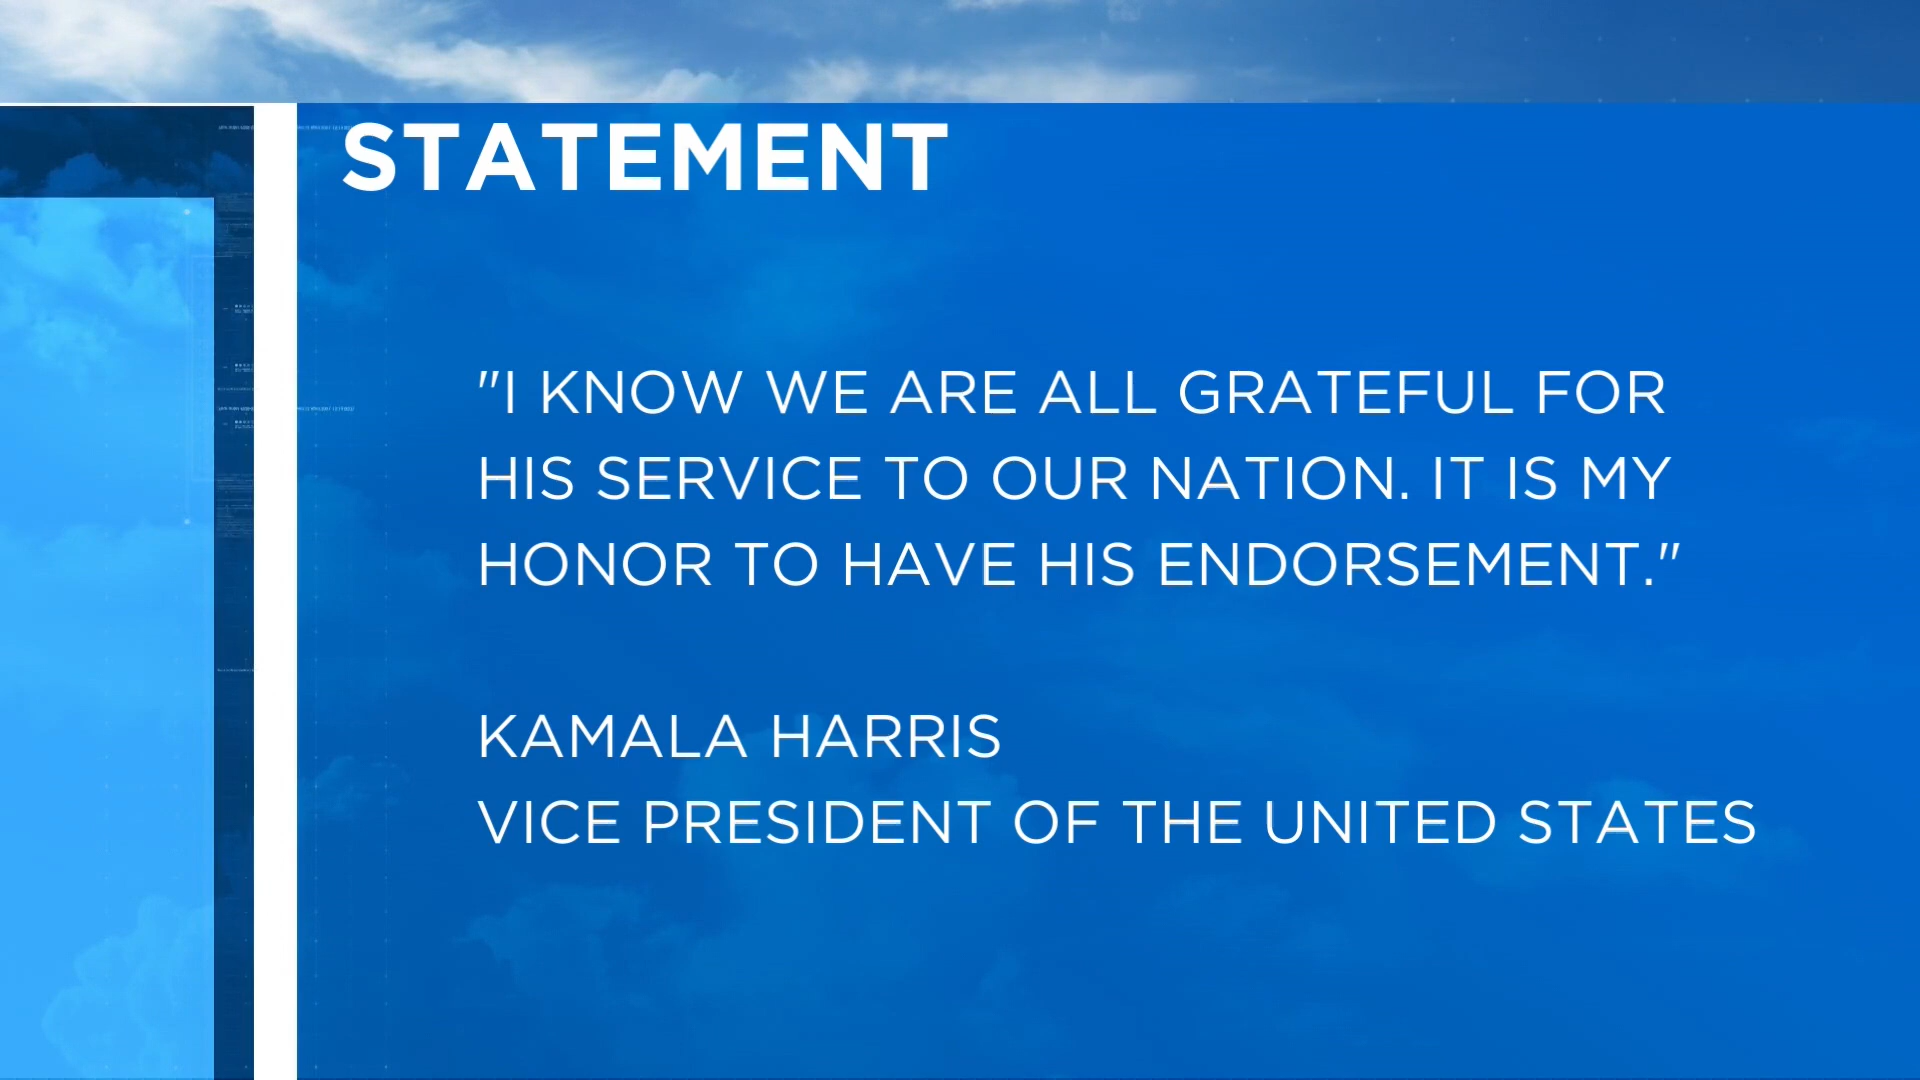 STATEMENT
"I KNOW WE ARE ALL GRATEFUL FOR
HIS SERVICE TO OUR NATION. IT IS MY
HONOR TO HAVE HIS ENDORSEMENT."
KAMALA HARRIS
VICE PRESIDENT OF THE UNITED STATES